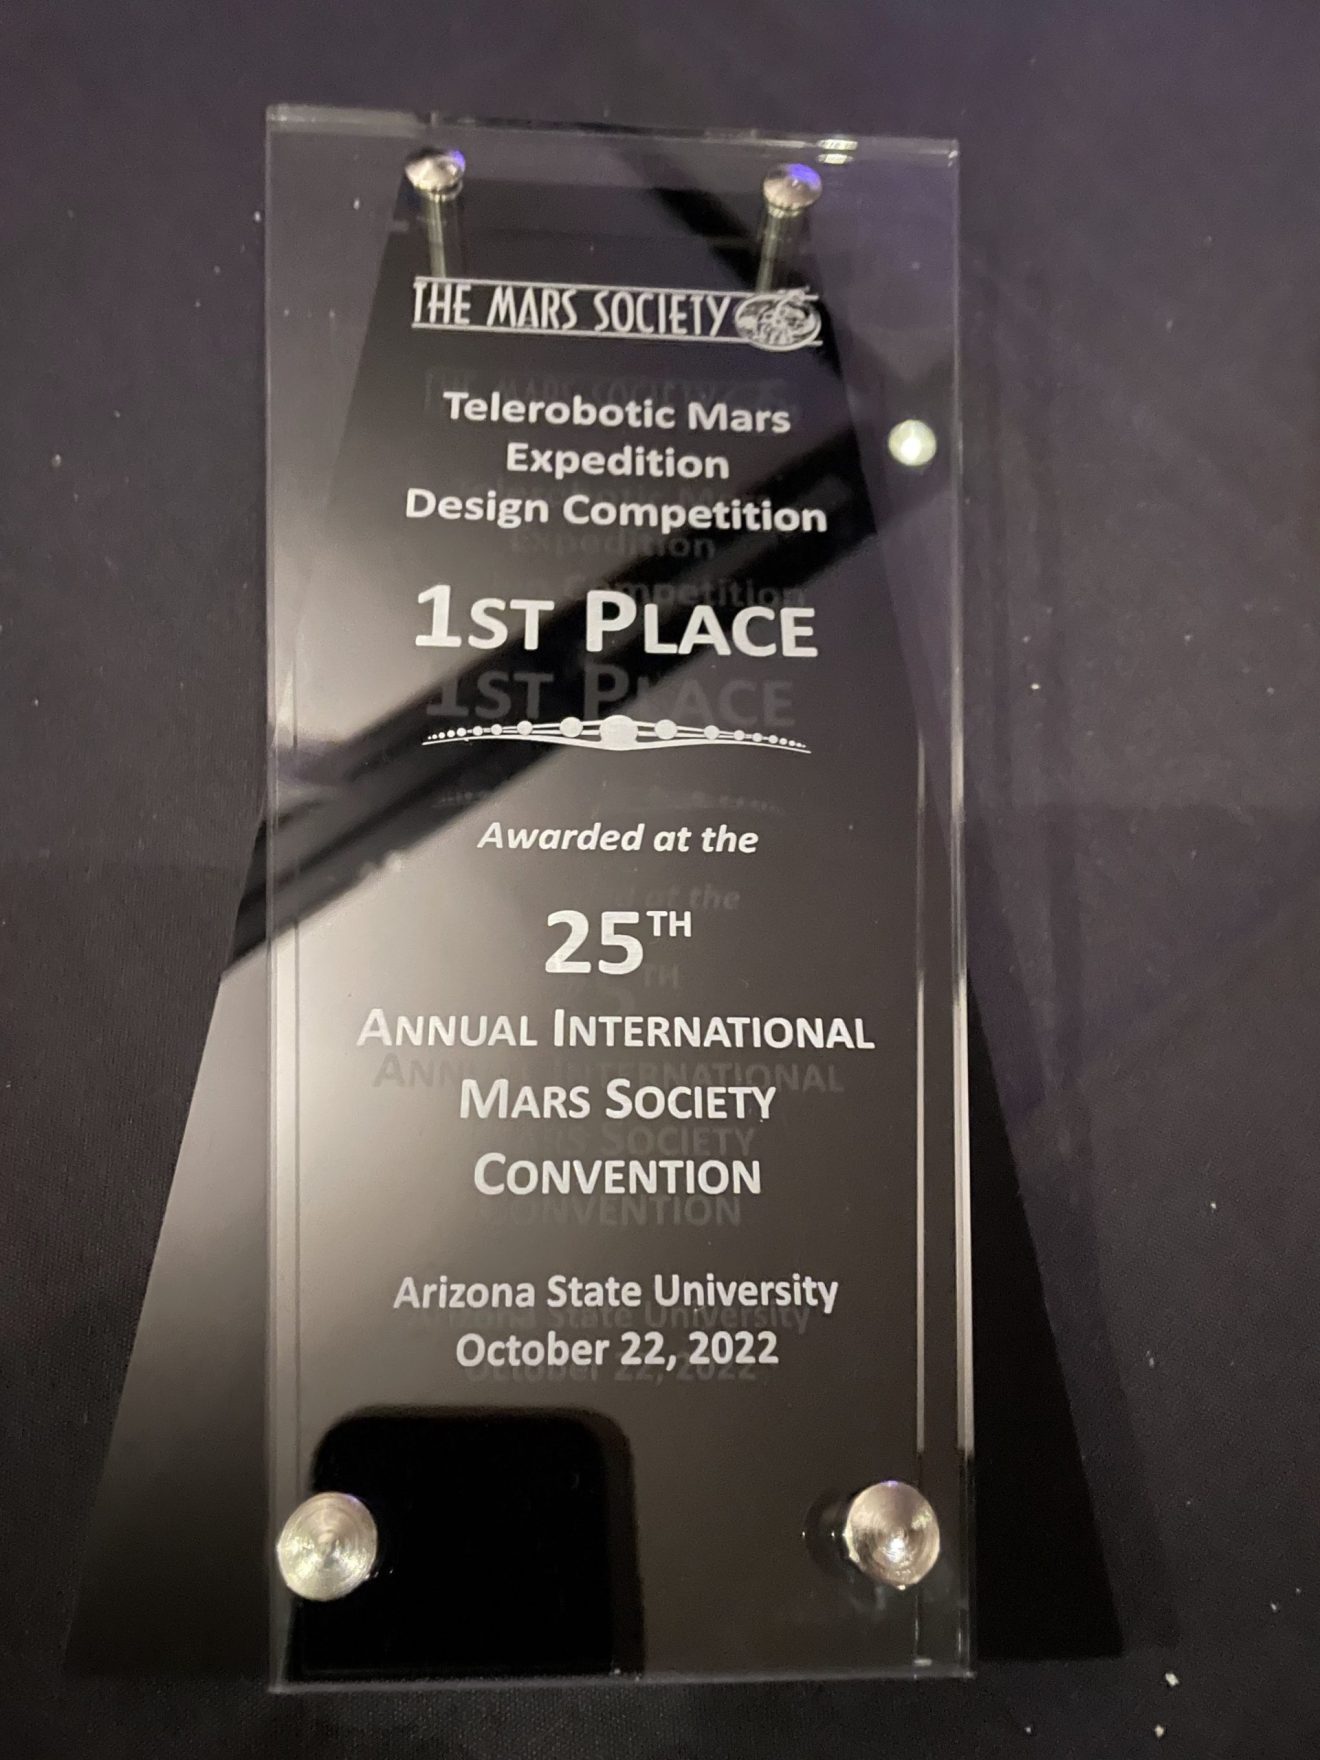 THE MARS SOCIETY
Telerobotic Mars
Expedition
Design Competition
1ST PLACE
Awarded at the
25TH
ANNUAL INTERNATIONAL
MARS SOCIETY
CONVENTION
Arizona State University
October 22, 2022